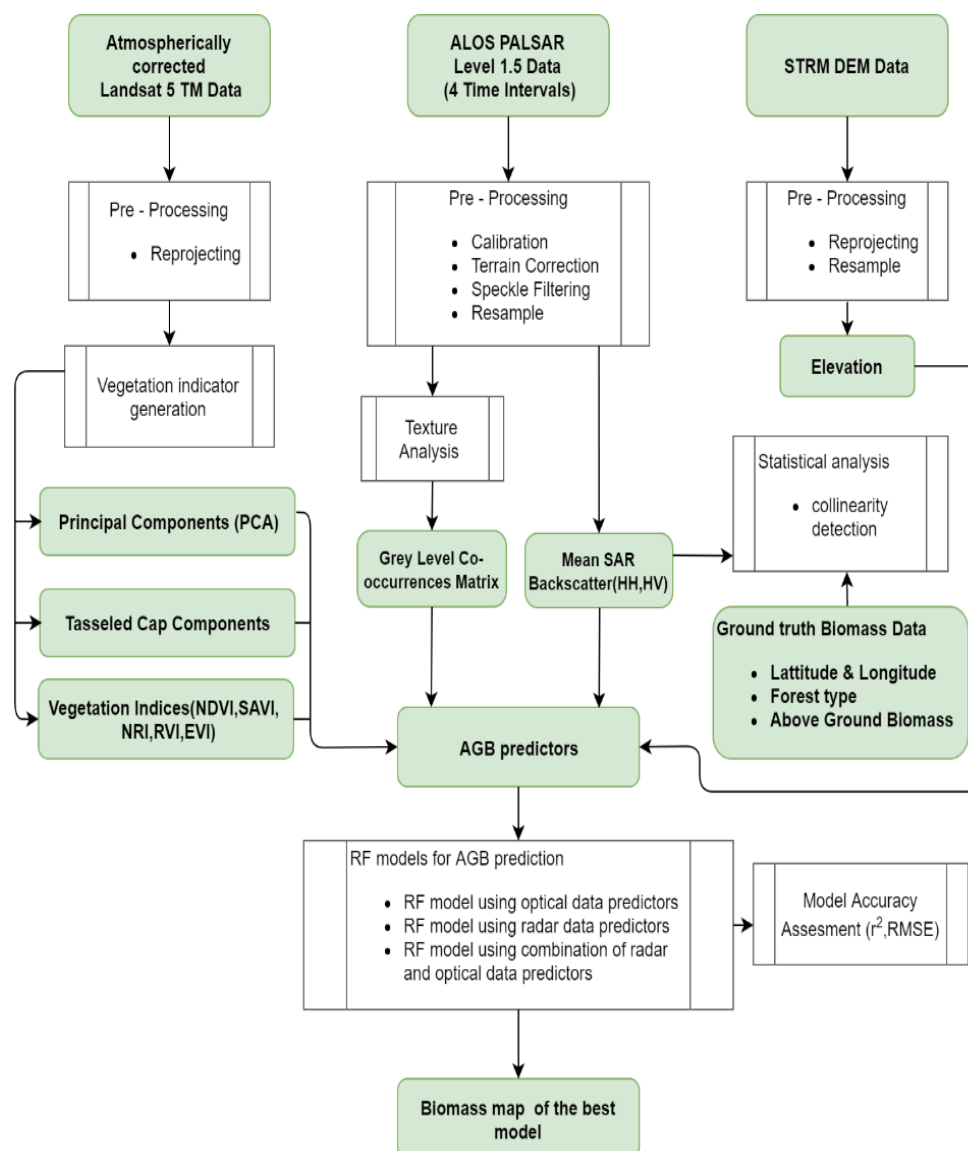 Atmospherically
corrected
Landsat 5 TM Data
ALOS PALSAR
Level 1.5 Data
(4 Time Intervals)
STRM DEM Data
Pre - Processing
• Reprojecting
Pre - Processing
• Calibration
• Terrain Correction
• Speckle Filtering
• Resample
Pre - Processing
• Reprojecting
• Resample
Vegetation indicator
generation
Texture
Analysis
Elevation
Statistical analysis
• collinearity
detection
Principal Components (PCA)
Tasseled Cap Components
Vegetation Indices(NDVI,SAVI,
NRI,RVI,EVI)
Grey Level Co-
occurrences Matrix
Mean SAR
Backscatter(HH,HV)
Ground truth Biomass Data
• Lattitude & Longitude
• Forest type
• Above Ground Biomass
AGB predictors
RF models for AGB prediction
• RF model using optical data predictors
• RF model using radar data predictors
• RF model using combination of radar
and optical data predictors
Model Accuracy
Assesment (r²,RMSE)
Biomass map of the best
model